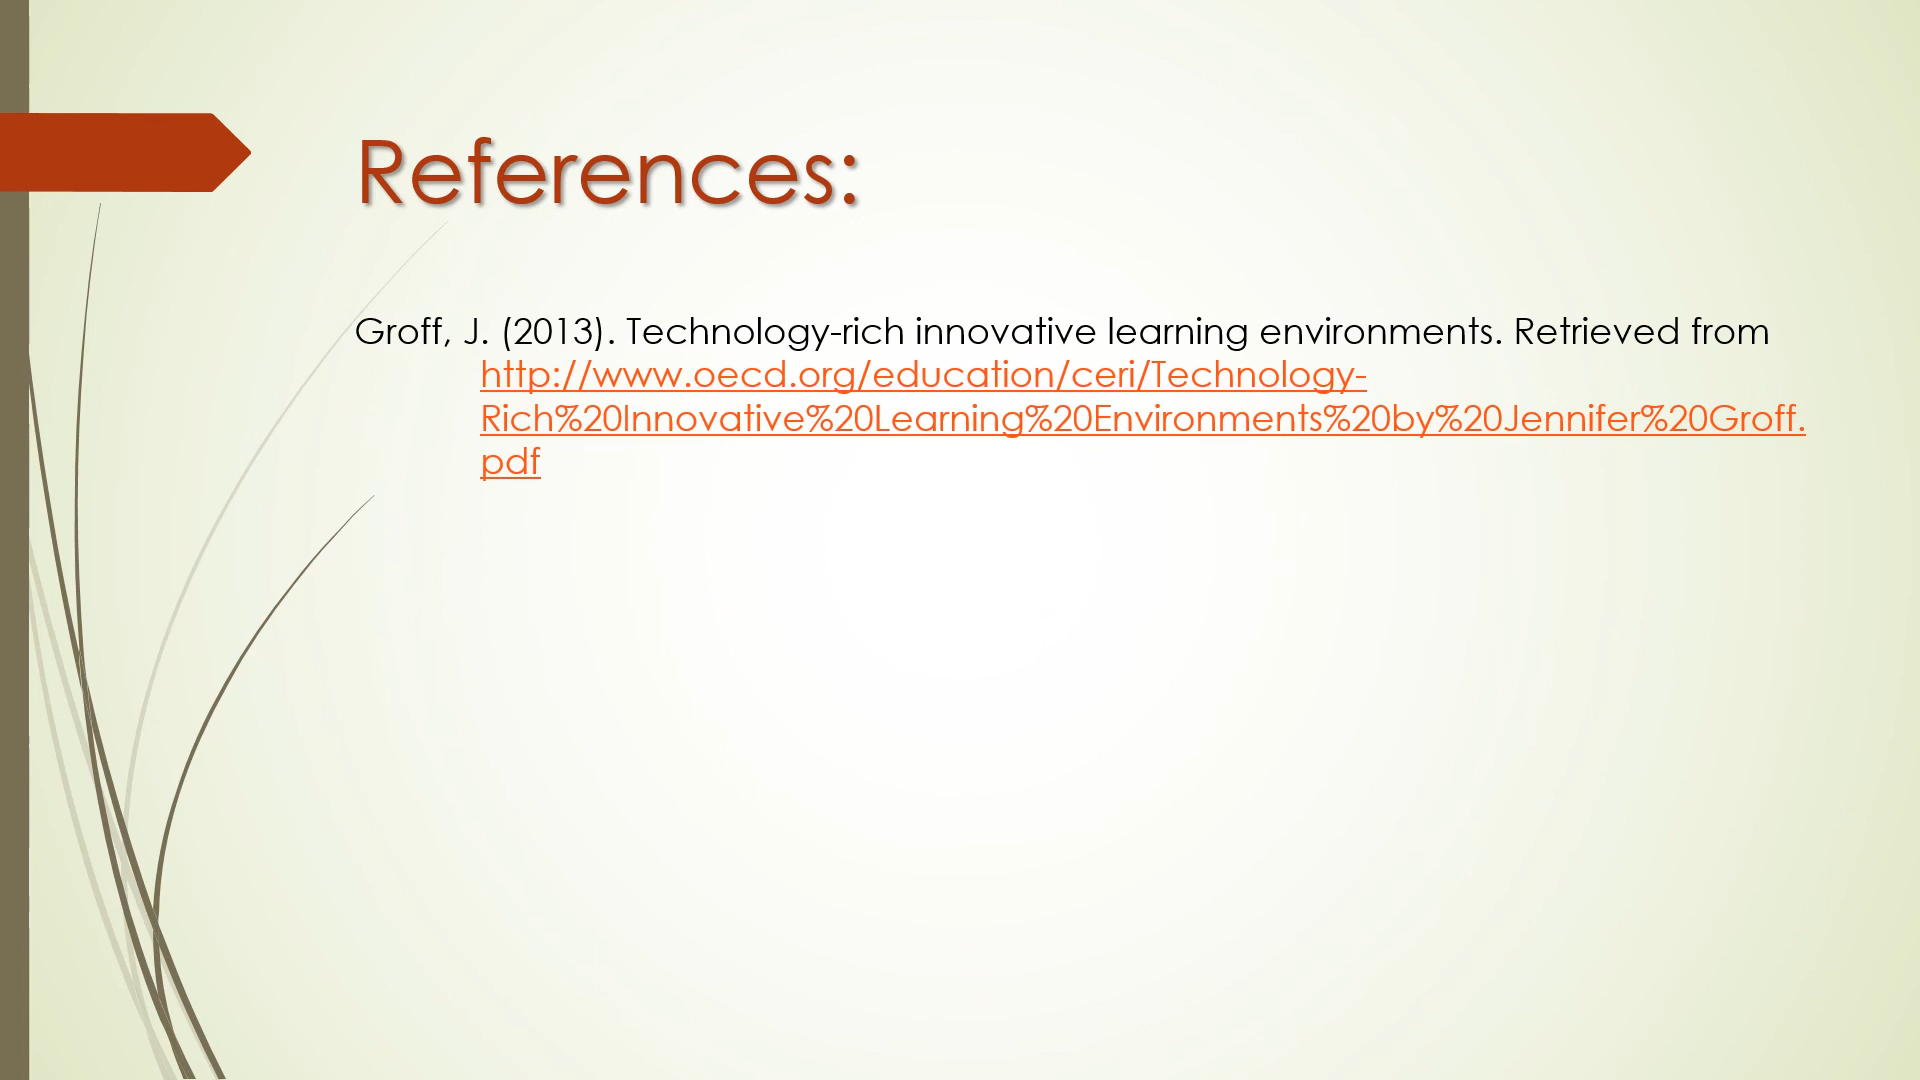 References:
Groff, J. (2013). Technology-rich innovative learning environments. Retrieved from
http://www.oecd.org/education/ceri/Technology-
Rich%20Innovative%20Learning%20Environments%20by%20Jennifer%20Groff.
pdf